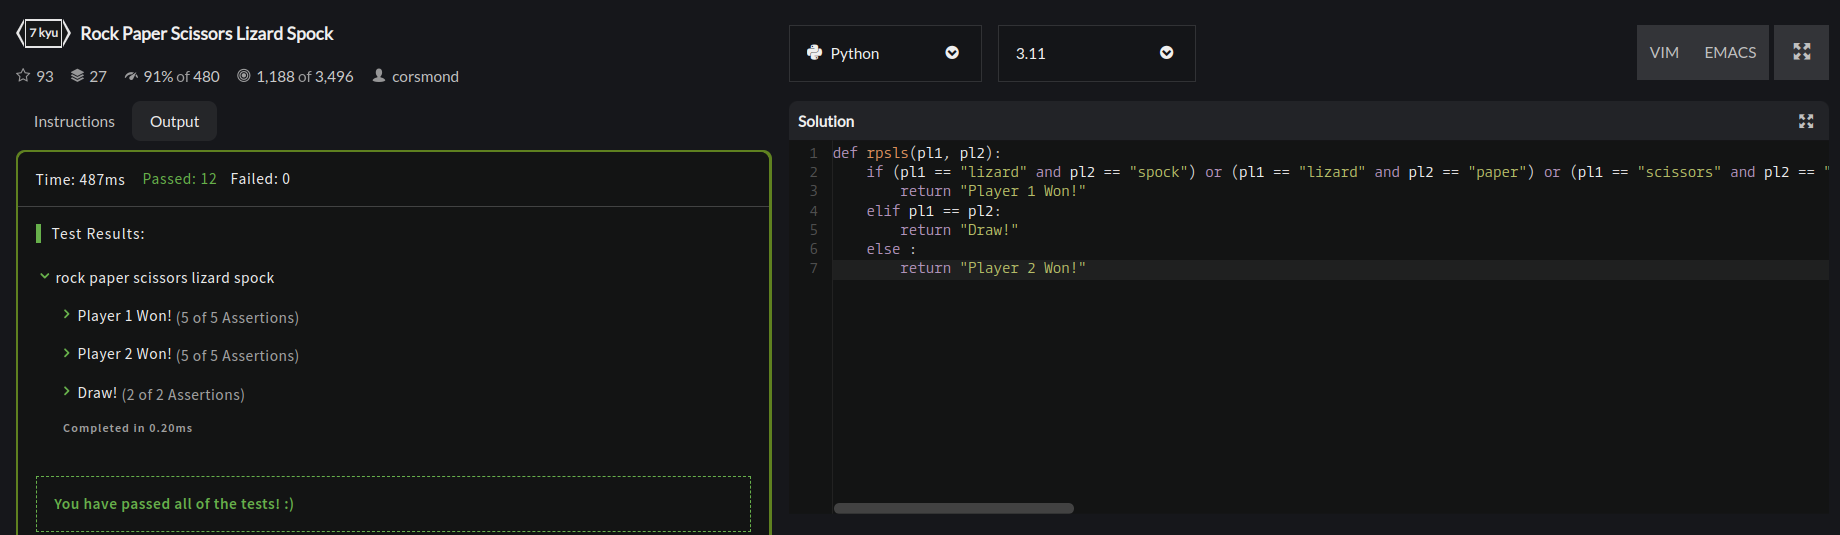 7 kyu Rock Paper Scissors Lizard Spock
93 27 91% of 480 1,188 of 3,496 corsmond
Instructions Output
Time: 487ms Passed: 12 Failed: 0
Test Results:
rock paper scissors lizard spock
Player 1 Won! (5 of 5 Assertions)
Player 2 Won! (5 of 5 Assertions)
Draw! (2 of 2 Assertions)
Completed in 0.20ms
You have passed all of the tests! :)
Python 3.11 VIM EMACS
Solution
1 def rpsls(pl1, pl2):
2     if (pl1 == "lizard" and pl2 == "spock") or (pl1 == "lizard" and pl2 == "paper") or (pl1 == "scissors" and pl2 == "
3         return "Player 1 Won!"
4     elif pl1 == pl2:
5         return "Draw!"
6     else :
7         return "Player 2 Won!"